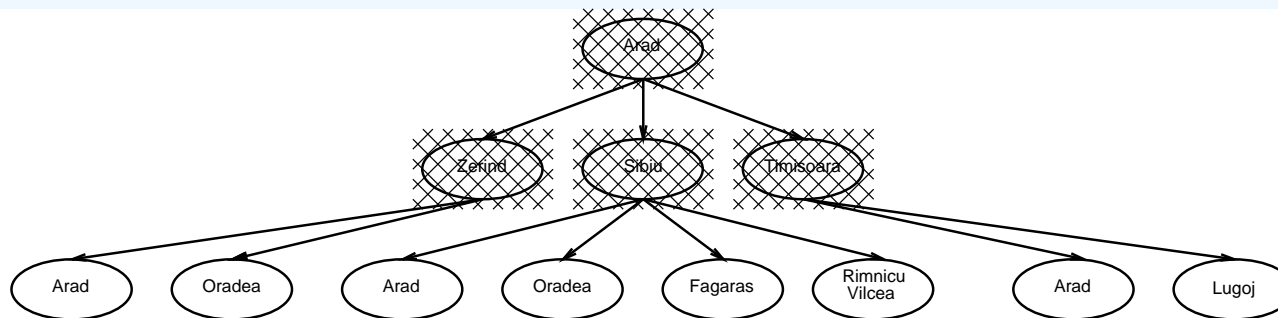 Arad
Zerind
Sibiu
Timisoara
Arad
Oradea
Arad
Oradea
Fagaras
Rimnicu
Vilcea
Arad
Lugoj